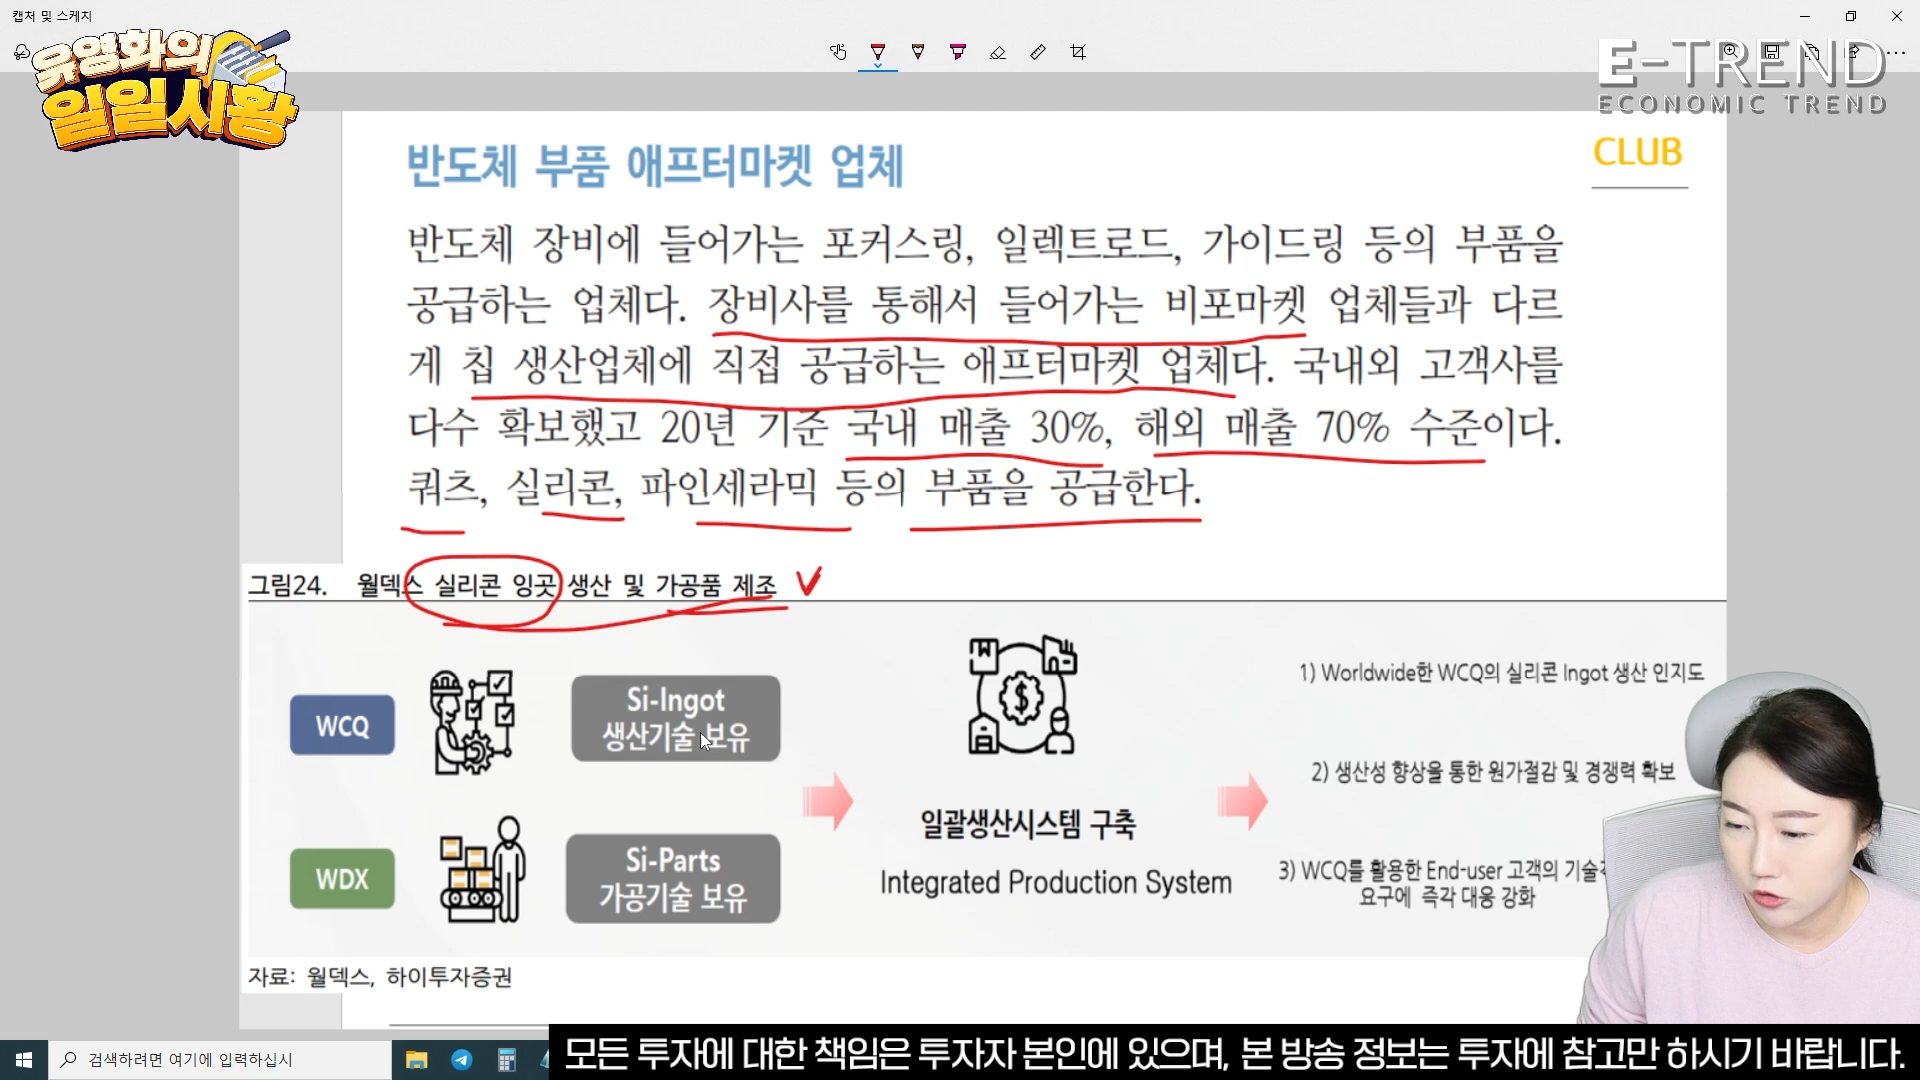 캡처 및 스케치
유영화의
일일시황
E-TREND
ECONOMIC TREND
CLUB
반도체 부품 애프터마켓 업체
반도체 장비에 들어가는 포커스링, 일렉트로드, 가이드링 등의 부품을
공급하는 업체다. 장비사를 통해서 들어가는 비포마켓 업체들과 다르
게 칩 생산업체에 직접 공급하는 애프터마켓 업체다. 국내외 고객사를
다수 확보했고 20년 기준 국내 매출 30%, 해외 매출 70% 수준이다.
쿼츠, 실리콘, 파인세라믹 등의 부품을 공급한다.
그림24. 월덱스 실리콘 잉곳 생산 및 가공품 제조
WCQ
Si-Ingot
생산기술 보유
WDX
Si-Parts
가공기술 보유
일괄생산시스템 구축
Integrated Production System
1) Worldwide한 WCQ의 실리콘 Ingot 생산 인지도
2) 생산성 향상을 통한 원가절감 및 경쟁력 확보
3) WCQ를 활용한 End-user 고객의 기술
요구에 즉각 대응 강화
자료: 월덱스, 하이투자증권
검색하려면 여기에 입력하십시
모든 투자에 대한 책임은 투자자 본인에 있으며, 본 방송 정보는 투자에 참고만 하시기 바랍니다.